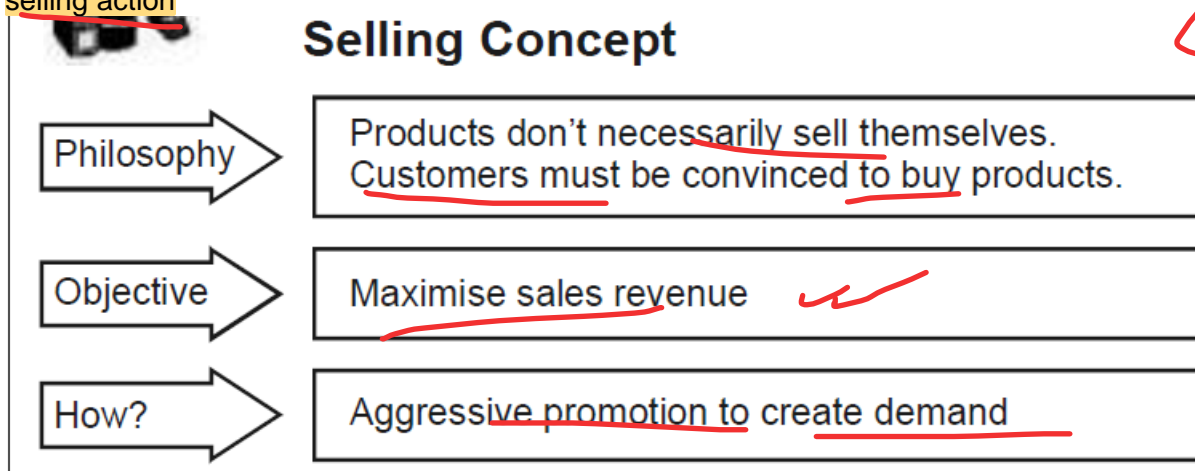 selling action
Selling Concept
Philosophy
Products don't necessarily sell themselves.
Customers must be convinced to buy products.
Objective
Maximise sales revenue
How?
Aggressive promotion to create demand